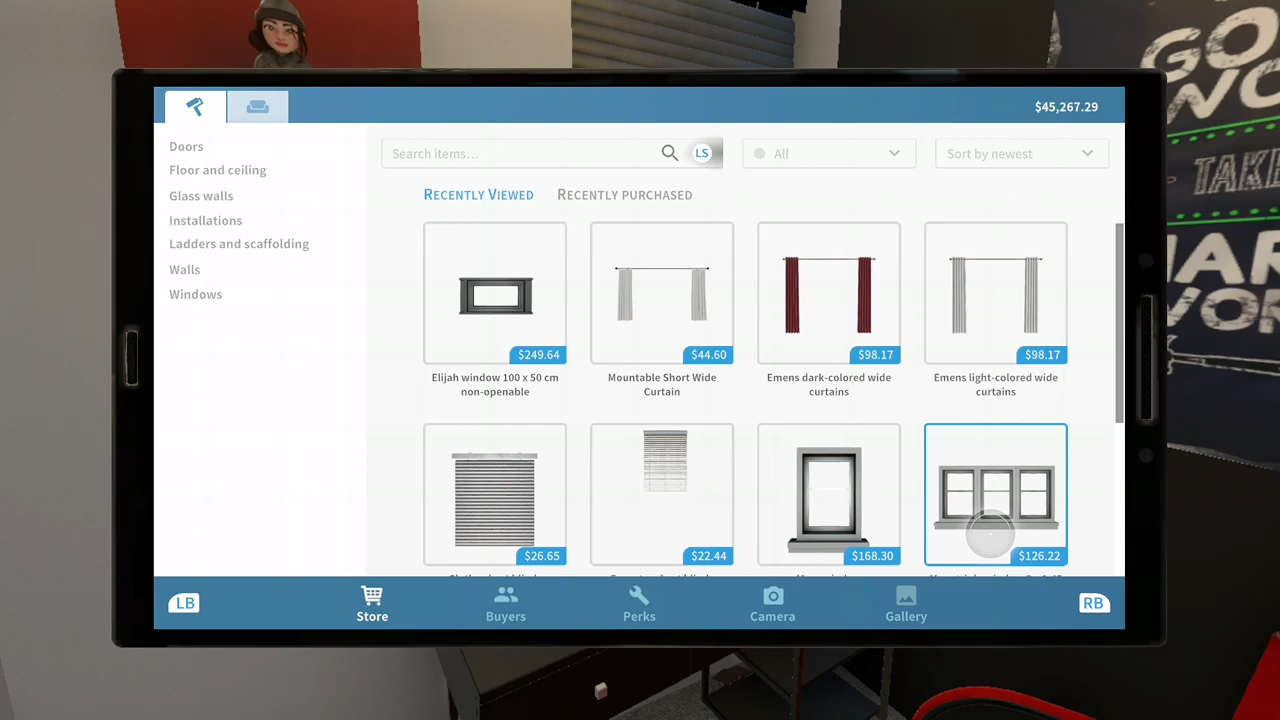 $45,267.29
Doors
Floor and ceiling
Glass walls
Installations
Ladders and scaffolding
Walls
Windows
Search items...
LS
All
Sort by newest
RECENTLY VIEWED
RECENTLY PURCHASED
$249.64
$44.60
$98.17
$98.17
Elijah window 100 x 50 cm
non-openable
Mountable Short Wide
Curtain
Emens dark-colored wide
curtains
Emens light-colored wide
curtains
$26.65
$22.44
$168.30
$126.22
LB
Store
Buyers
Perks
Camera
Gallery
RB
GO
TAKE